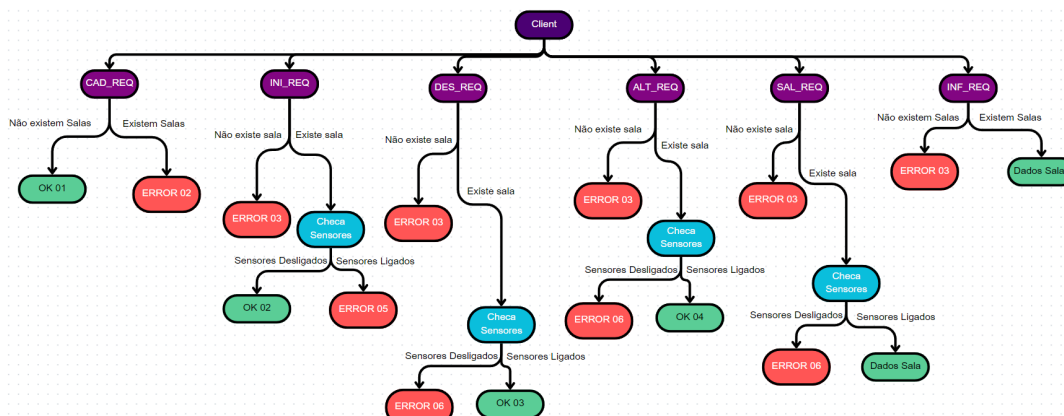 Client
CAD_REQ
INI_REQ
DES_REQ
ALT_REQ
SAL_REQ
INF_REQ
Não existem Salas
Existem Salas
Não existe sala
Existe sala
Não existe sala
Não existe sala
Existe sala
Não existe sala
Não existem Salas
Existem Salas
OK 01
ERROR 02
ERROR 03
Checa
Sensores
ERROR 03
Existe sala
ERROR 03
Checa
Sensores
ERROR 03
Existe sala
ERROR 03
Dados Sala
Sensores Desligados
Sensores Ligados
Sensores Desligados
Sensores Ligados
Checa
Sensores
OK 02
ERROR 05
Checa
Sensores
ERROR 06
OK 04
Sensores Desligados
Sensores Ligados
Sensores Desligados
Sensores Ligados
ERROR 06
Dados Sala
ERROR 06
OK 03